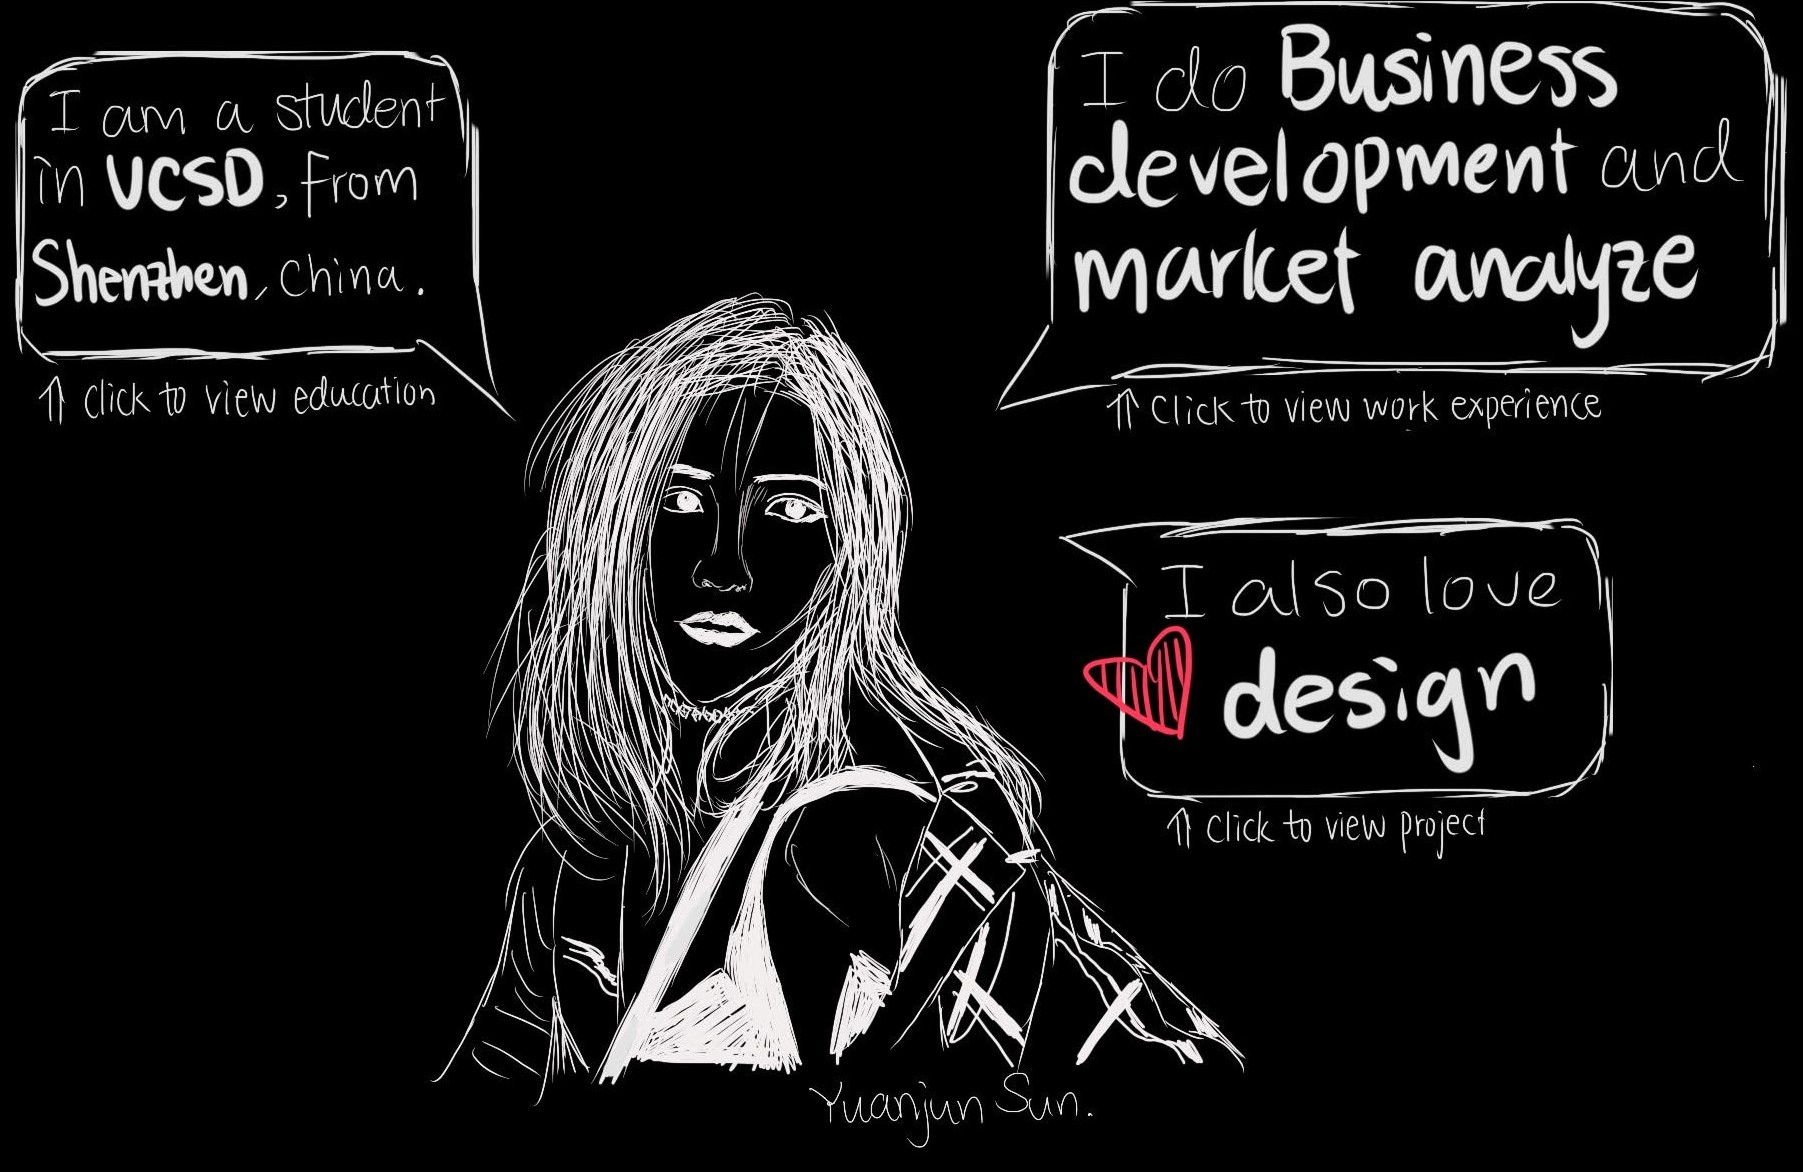 I am a student
in UCSD, from
Shenzhen, China.
⇑ Click to view education
I do Business
development and
market analyze
⇑ Click to view work experience
I also love
design
⇑ Click to view project
Yuanjun Sun.